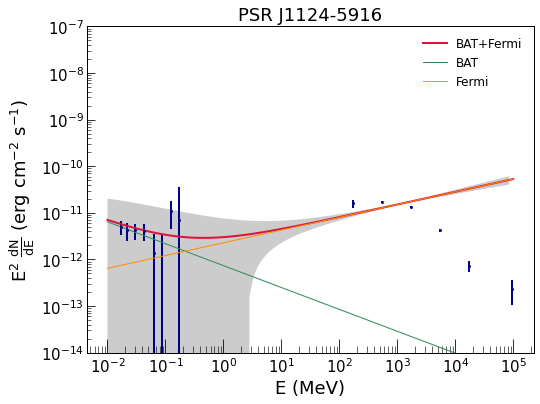 PSR J1124-5916
BAT+Fermi
BAT
Fermi
E² dN/dE (erg cm⁻² s⁻¹)
10⁻⁷
10⁻⁸
10⁻⁹
10⁻¹⁰
10⁻¹¹
10⁻¹²
10⁻¹³
10⁻¹⁴
10⁻² 10⁻¹ 10⁰ 10¹ 10² 10³ 10⁴ 10⁵
E (MeV)